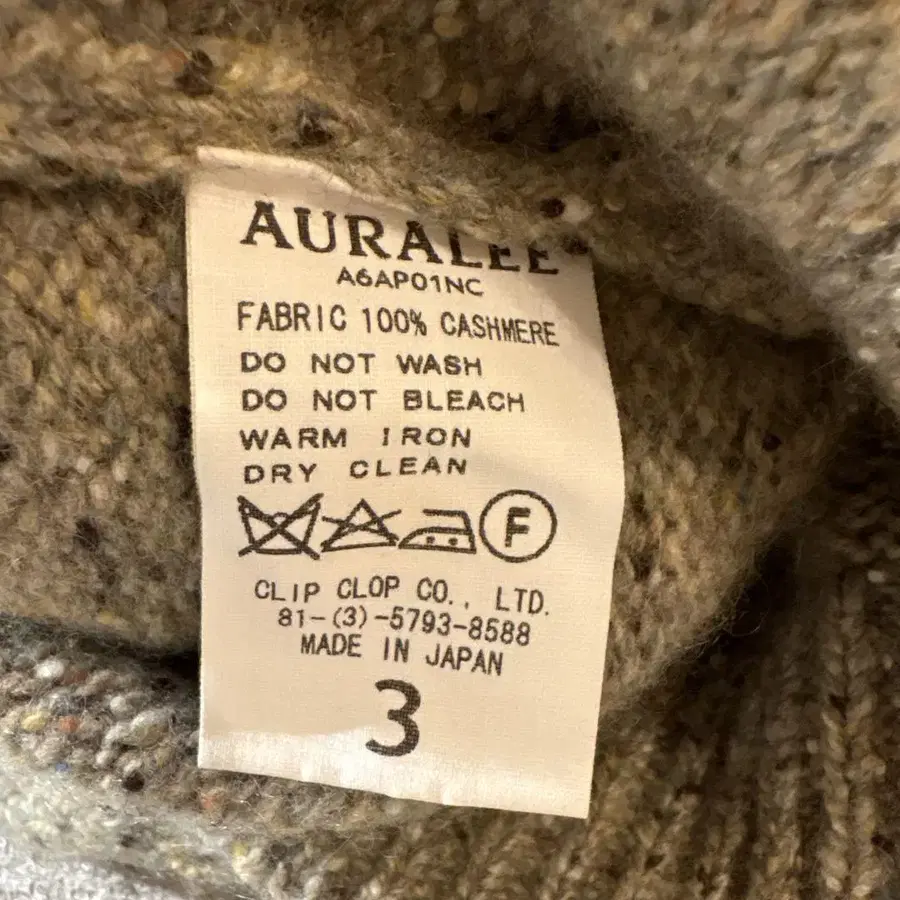 AURALEE
A6AP01NC
FABRIC 100% CASHMERE
DO NOT WASH
DO NOT BLEACH
WARM IRON
DRY CLEAN
F
CLIP CLOP CO., LTD.
81-(3)-5793-8588
MADE IN JAPAN
3